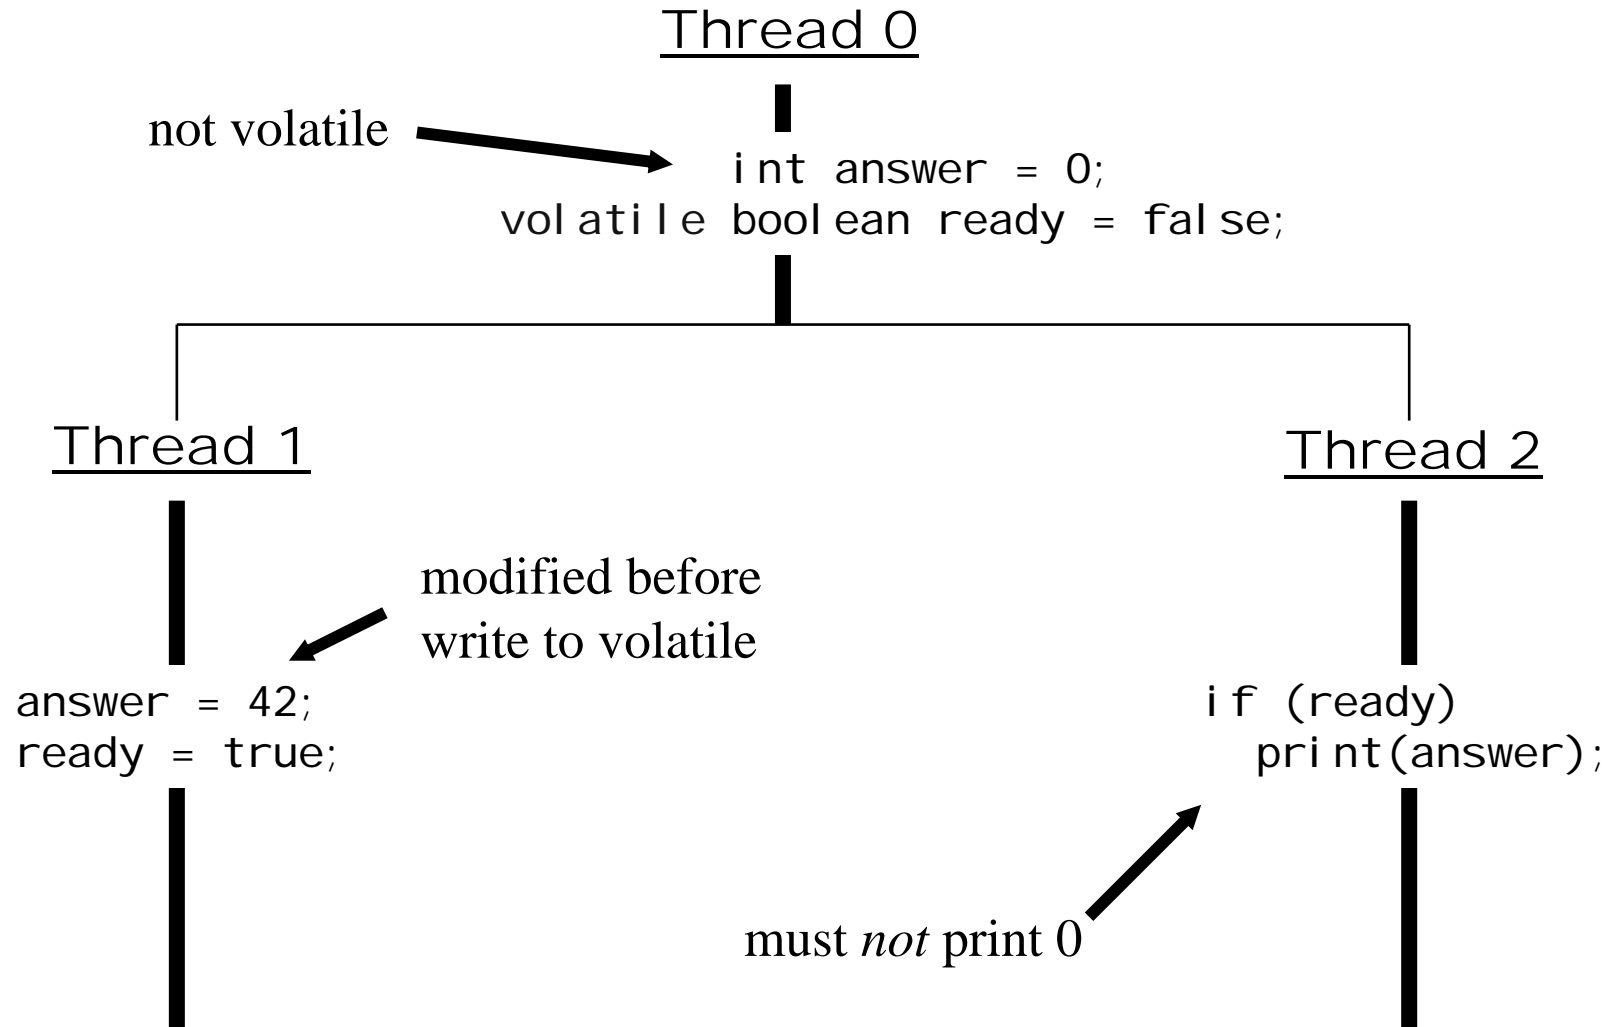 Thread 0
not volatile
int answer = 0;
volatile boolean ready = false;
Thread 1
Thread 2
modified before
write to volatile
answer = 42;
ready = true;
if (ready)
print(answer);
must not print 0